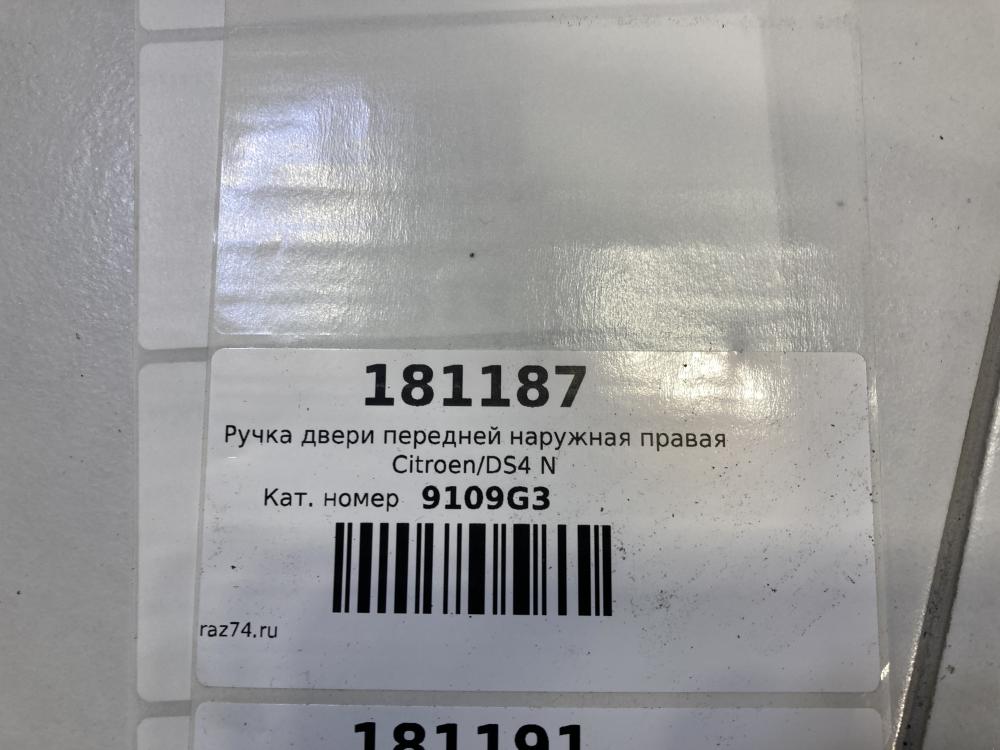 181187
Ручка двери передней наружная правая
Citroen/DS4 N
Кат. номер 9109G3
raz74.ru
181191